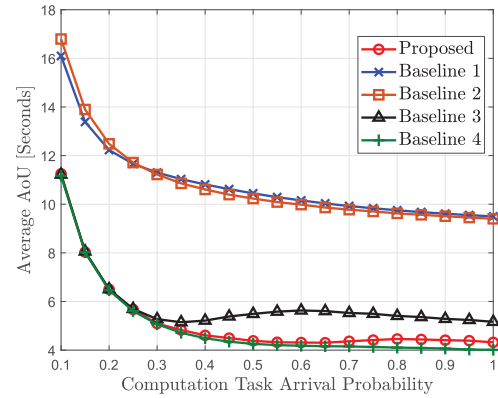 18
16
14
12
10
8
6
4
Average AoU [Seconds]
Proposed
Baseline 1
Baseline 2
Baseline 3
Baseline 4
0.1 0.2 0.3 0.4 0.5 0.6 0.7 0.8 0.9 1
Computation Task Arrival Probability